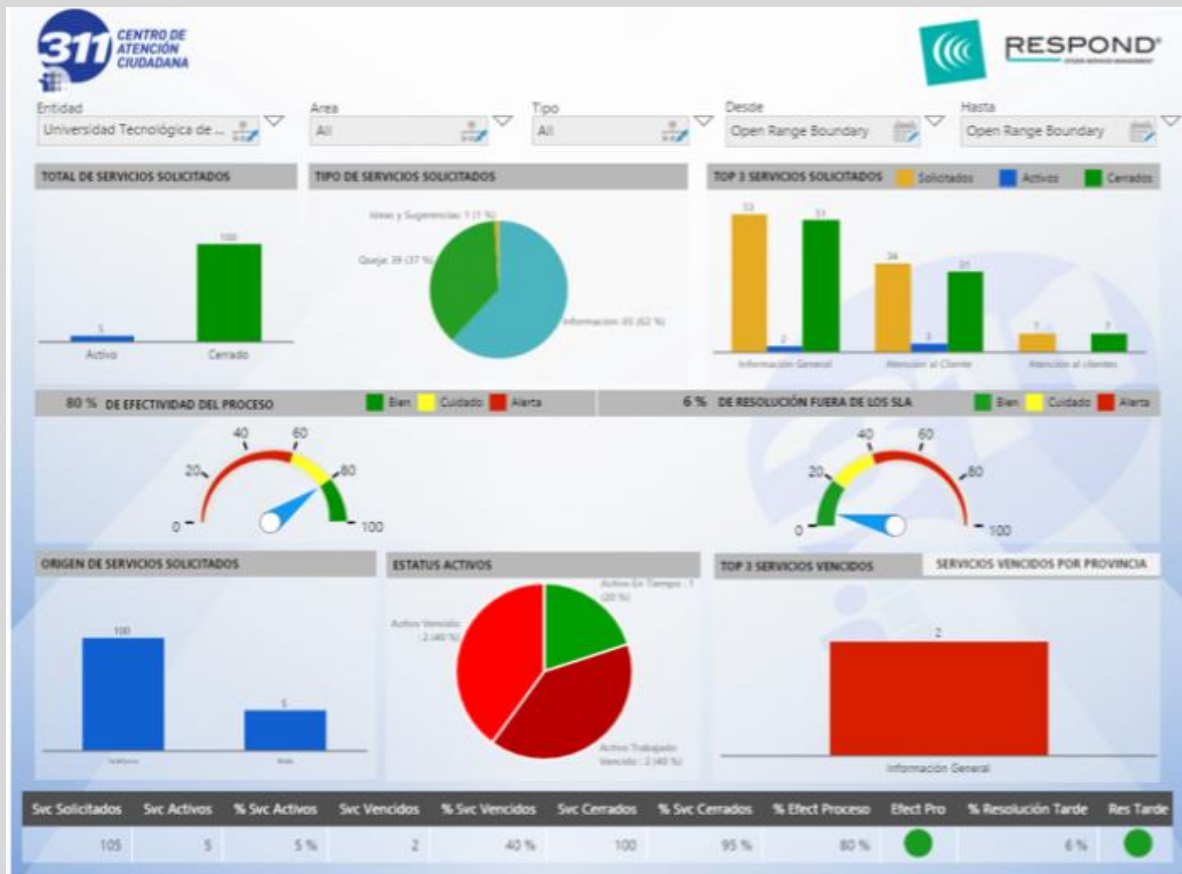 311 CENTRO DE
ATENCIÓN
CIUDADANA
RESPOND®
CITIZEN SERVICES MANAGEMENT
Entidad Area Tipo Desde Hasta
Universidad Tecnológica de ... All All Open Range Boundary Open Range Boundary
TOTAL DE SERVICIOS SOLICITADOS
5
100
Activo Cerrado
TIPO DE SERVICIOS SOLICITADOS
Ideas y Sugerencias: 1 (1 %)
Queja: 39 (37 %)
Información: 65 (62 %)
TOP 3 SERVICIOS SOLICITADOS Solicitados Activos Cerrados
53 2 51
34 3 31
7 7
Información General Atención al Cliente Atención al clientes
80 % DE EFECTIVIDAD DEL PROCESO Bien Cuidado Alerta
0 20 40 60 80 100
6 % DE RESOLUCIÓN FUERA DE LOS SLA Bien Cuidado Alerta
0 20 40 60 80 100
ORIGEN DE SERVICIOS SOLICITADOS
100
5
ESTATUS ACTIVOS
Activo En Tiempo : 1
(20 %)
Activo Vencido
: 2 (40 %)
Activo Trabajado
Vencido : 2 (40 %)
TOP 3 SERVICIOS VENCIDOS SERVICIOS VENCIDOS POR PROVINCIA
2
Información General
Svc Solicitados Svc Activos % Svc Activos Svc Vencidos % Svc Vencidos Svc Cerrados % Svc Cerrados % Efect Proceso Efect Pro % Resolución Tarde Res Tarde
105 5 5 % 2 40 % 100 95 % 80 % 6 %